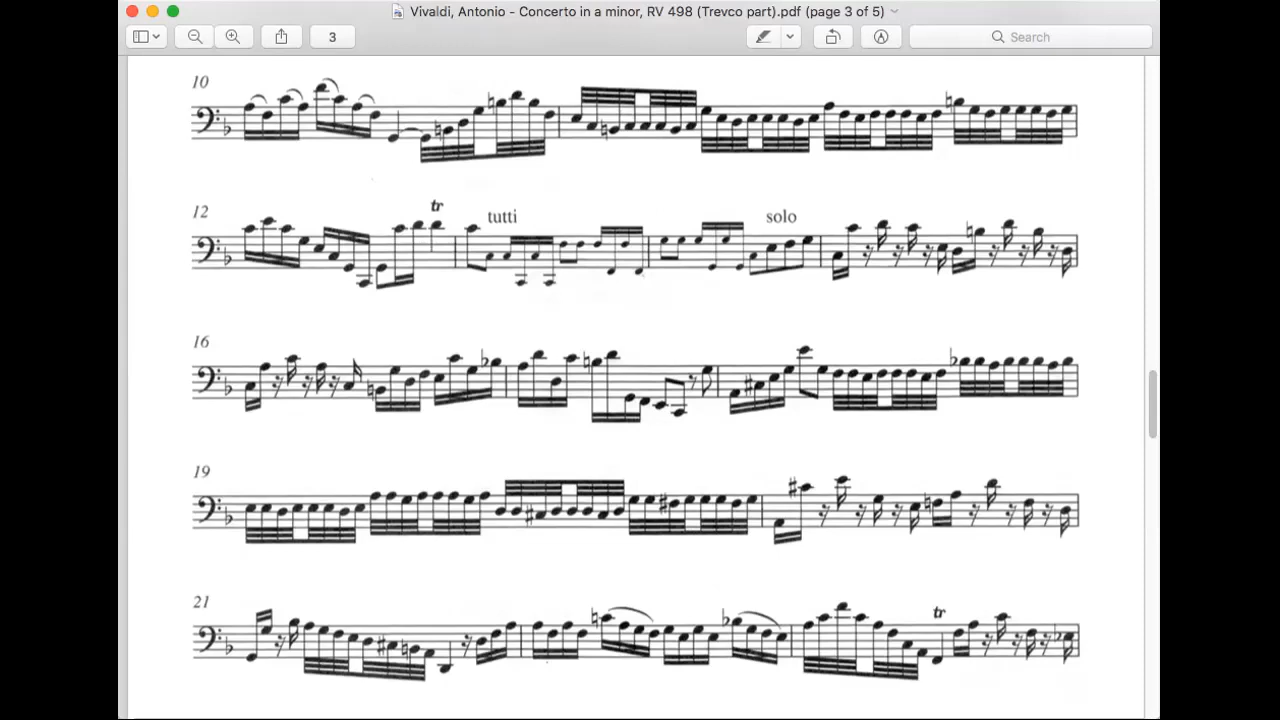 Vivaldi, Antonio - Concerto in a minor, RV 498 (Trevco part).pdf (page 3 of 5)
3
Search
10
12
tr
tutti
solo
16
19
21
tr